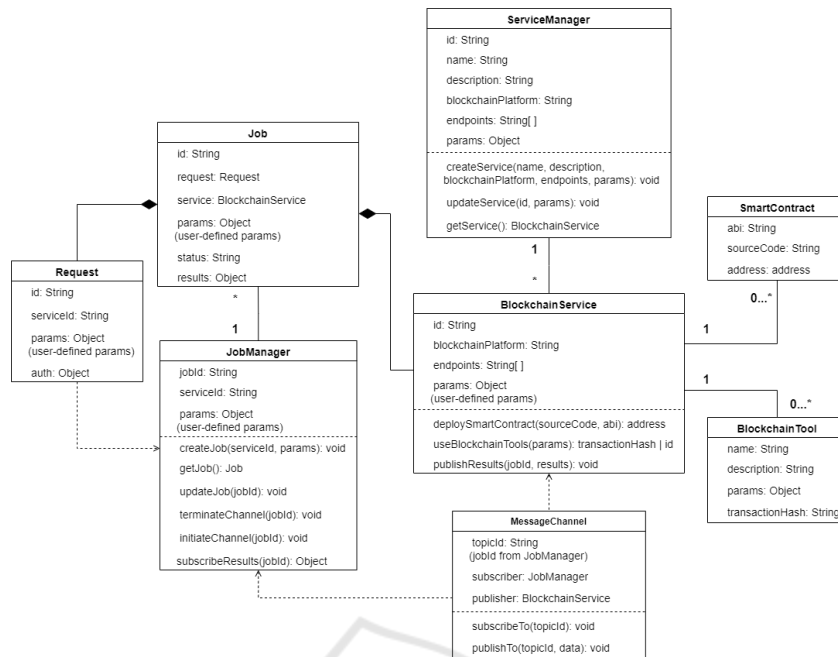 ServiceManager
id: String
name: String
description: String
blockchainPlatform: String
endpoints: String[ ]
params: Object
createService(name, description,
blockchainPlatform, endpoints, params): void
updateService(id, params): void
getService(): BlockchainService
Job
id: String
request: Request
service: BlockchainService
params: Object
(user-defined params)
status: String
results: Object
SmartContract
abi: String
sourceCode: String
address: address
Request
id: String
serviceId: String
params: Object
(user-defined params)
auth: Object
1
*
*
1
0...*
1
1
0...*
BlockchainService
id: String
blockchainPlatform: String
endpoints: String[ ]
params: Object
(user-defined params)
deploySmartContract(sourceCode, abi): address
useBlockchainTools(params): transactionHash | id
publishResults(jobId, results): void
JobManager
jobId: String
serviceId: String
params: Object
(user-defined params)
createJob(serviceId, params): void
getJob(): Job
updateJob(jobId): void
terminateChannel(jobId): void
initiateChannel(jobId): void
subscribeResults(jobId): Object
BlockchainTool
name: String
description: String
params: Object
transactionHash: String
MessageChannel
topicId: String
(jobId from JobManager)
subscriber: JobManager
publisher: BlockchainService
subscribeTo(topicId): void
publishTo(topicId, data): void